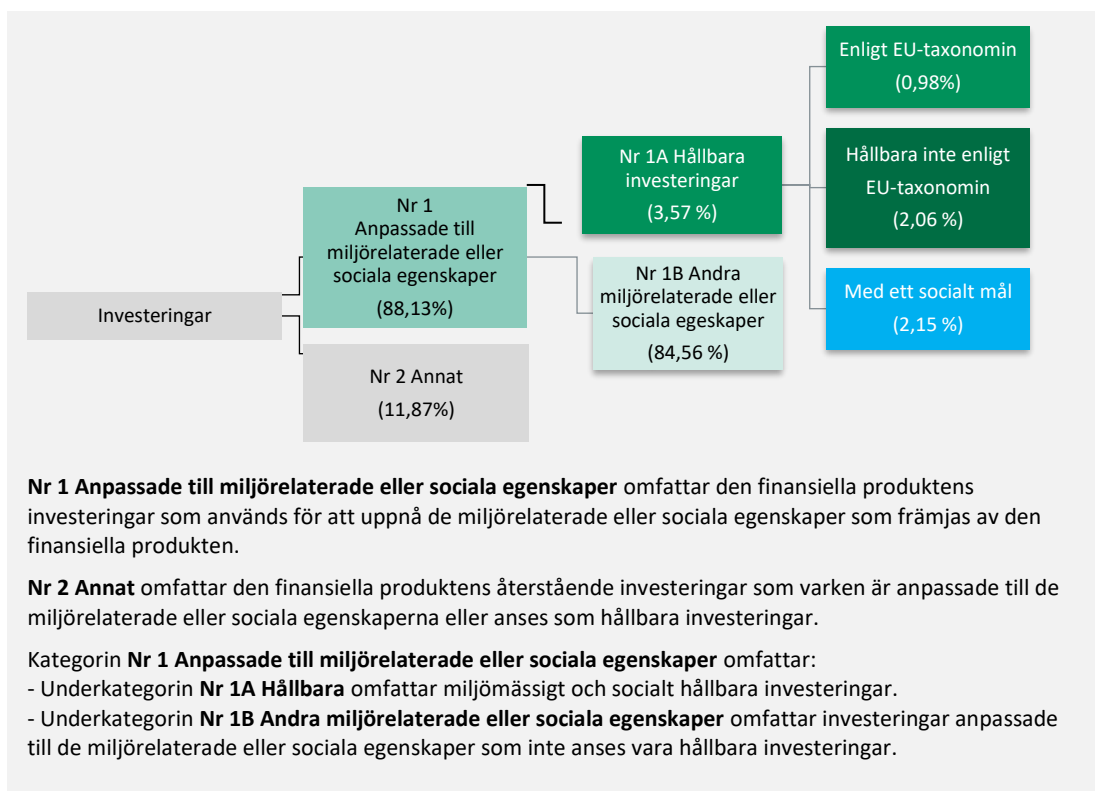 Investeringar
Nr 1
Anpassade till
miljörelaterade eller
sociala egenskaper
(88,13%)
Nr 2 Annat
(11,87%)
Nr 1A Hållbara
investeringar
(3,57 %)
Nr 1B Andra
miljörelaterade eller
sociala egeskaper
(84,56 %)
Enligt EU-taxonomin
(0,98%)
Hållbara inte enligt
EU-taxonomin
(2,06 %)
Med ett socialt mål
(2,15 %)
Nr 1 Anpassade till miljörelaterade eller sociala egenskaper omfattar den finansiella produktens
investeringar som används för att uppnå de miljörelaterade eller sociala egenskaper som främjas av den
finansiella produkten.
Nr 2 Annat omfattar den finansiella produktens återstående investeringar som varken är anpassade till de
miljörelaterade eller sociala egenskaperna eller anses som hållbara investeringar.
Kategorin Nr 1 Anpassade till miljörelaterade eller sociala egenskaper omfattar:
- Underkategorin Nr 1A Hållbara omfattar miljömässigt och socialt hållbara investeringar.
- Underkategorin Nr 1B Andra miljörelaterade eller sociala egenskaper omfattar investeringar anpassade
till de miljörelaterade eller sociala egenskaper som inte anses vara hållbara investeringar.